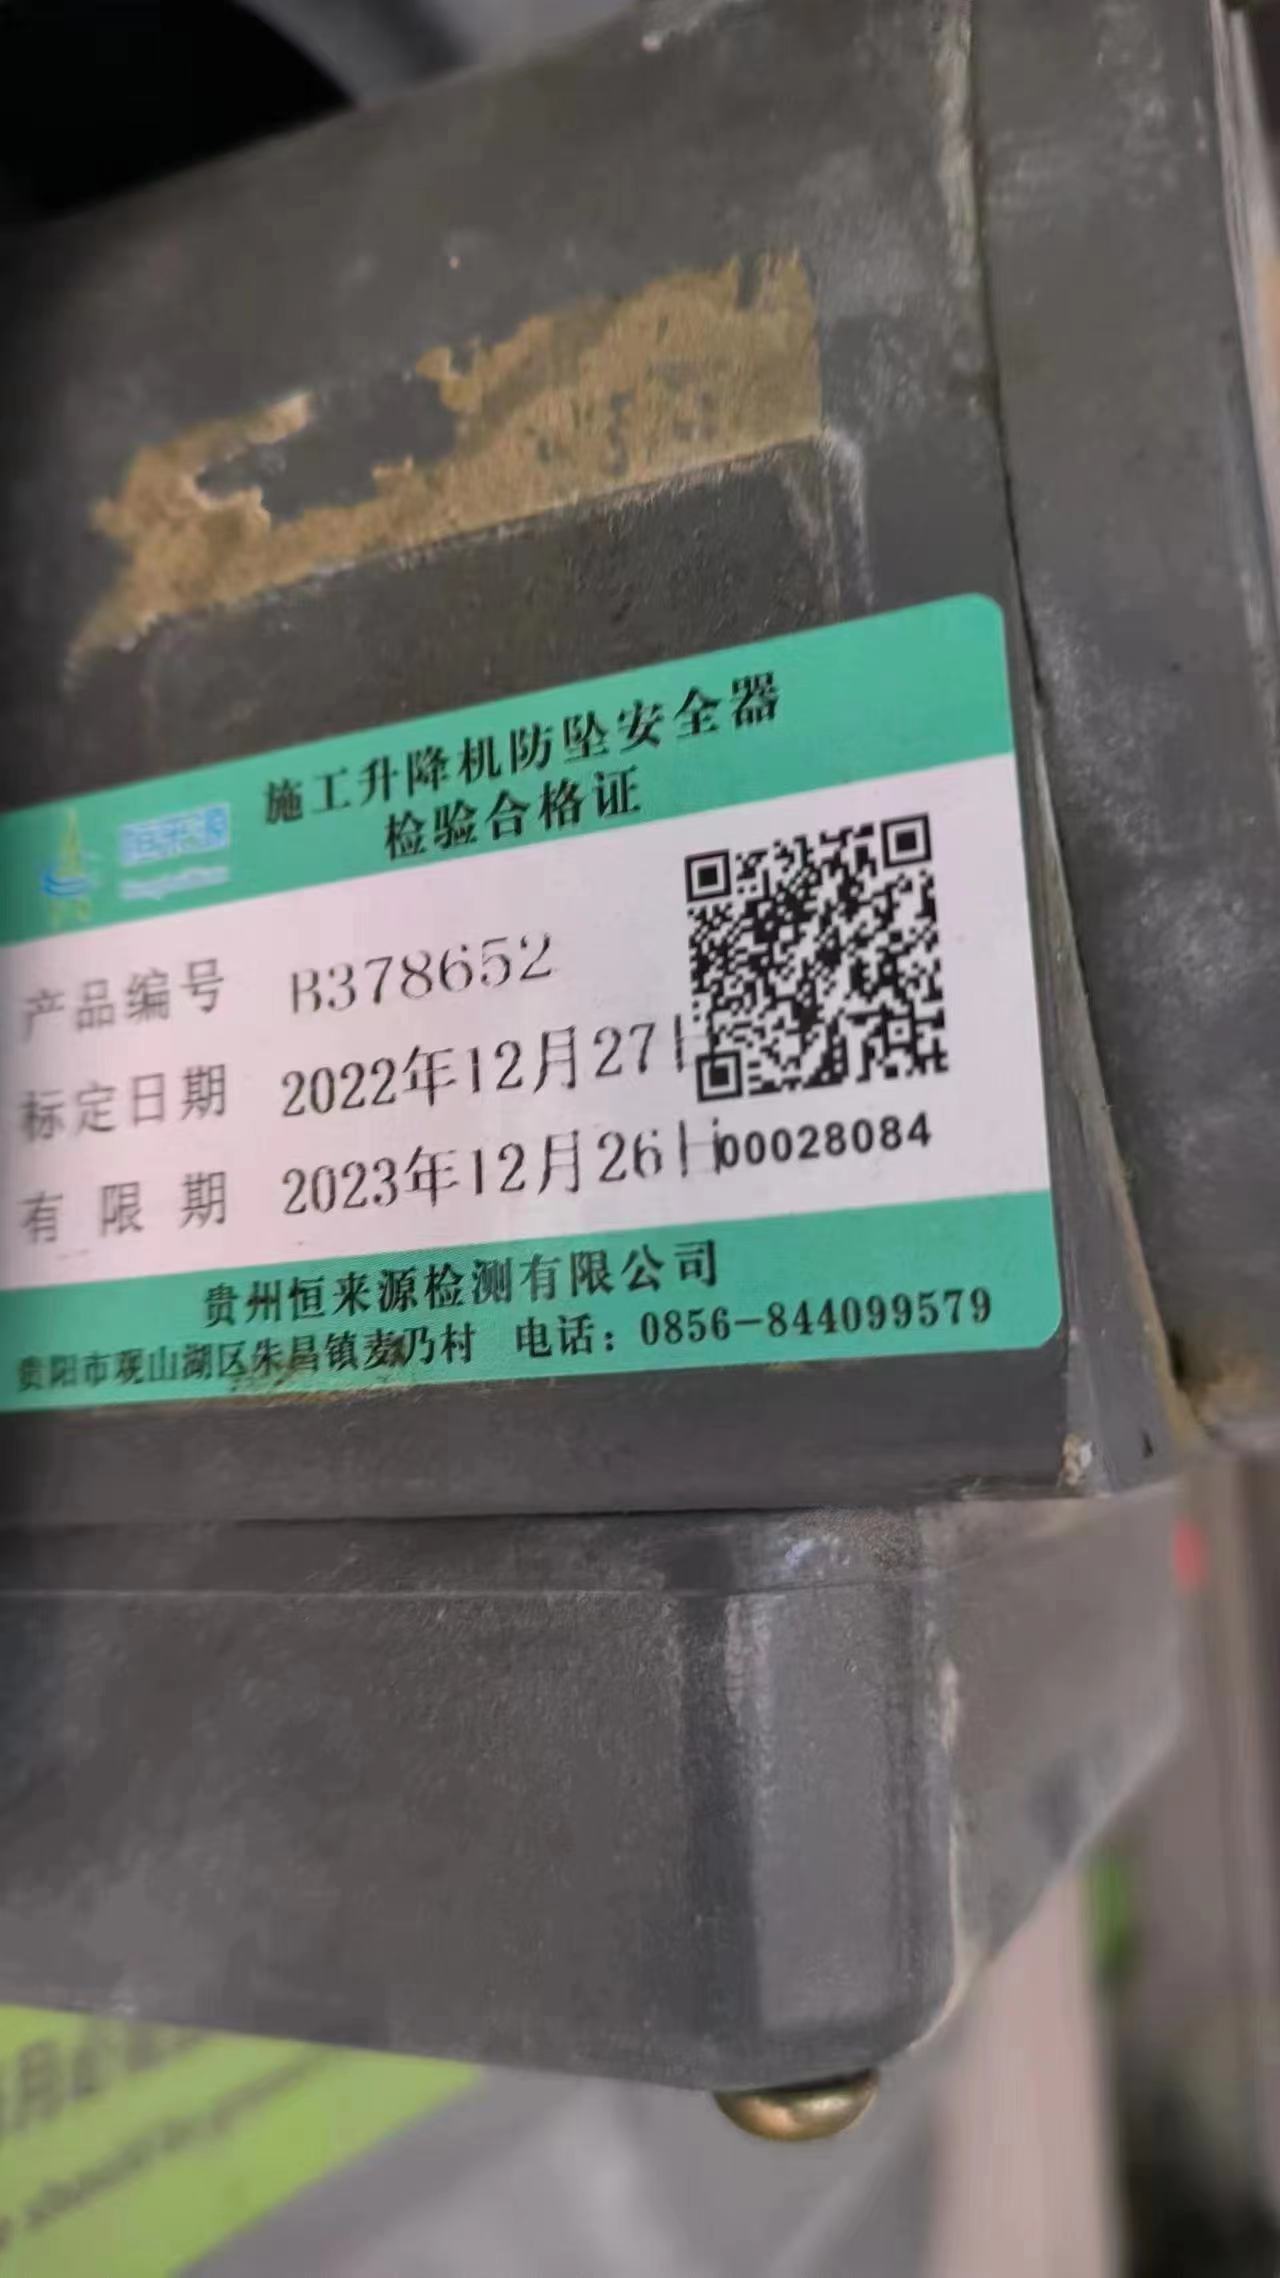 施工升降机防坠安全器
检验合格证
恒来源
产品编号 B378652
标定日期 2022年12月27日
有限期 2023年12月26日
00028084
贵州恒来源检测有限公司
贵阳市观山湖区朱昌镇麦乃村 电话：0856-844099579